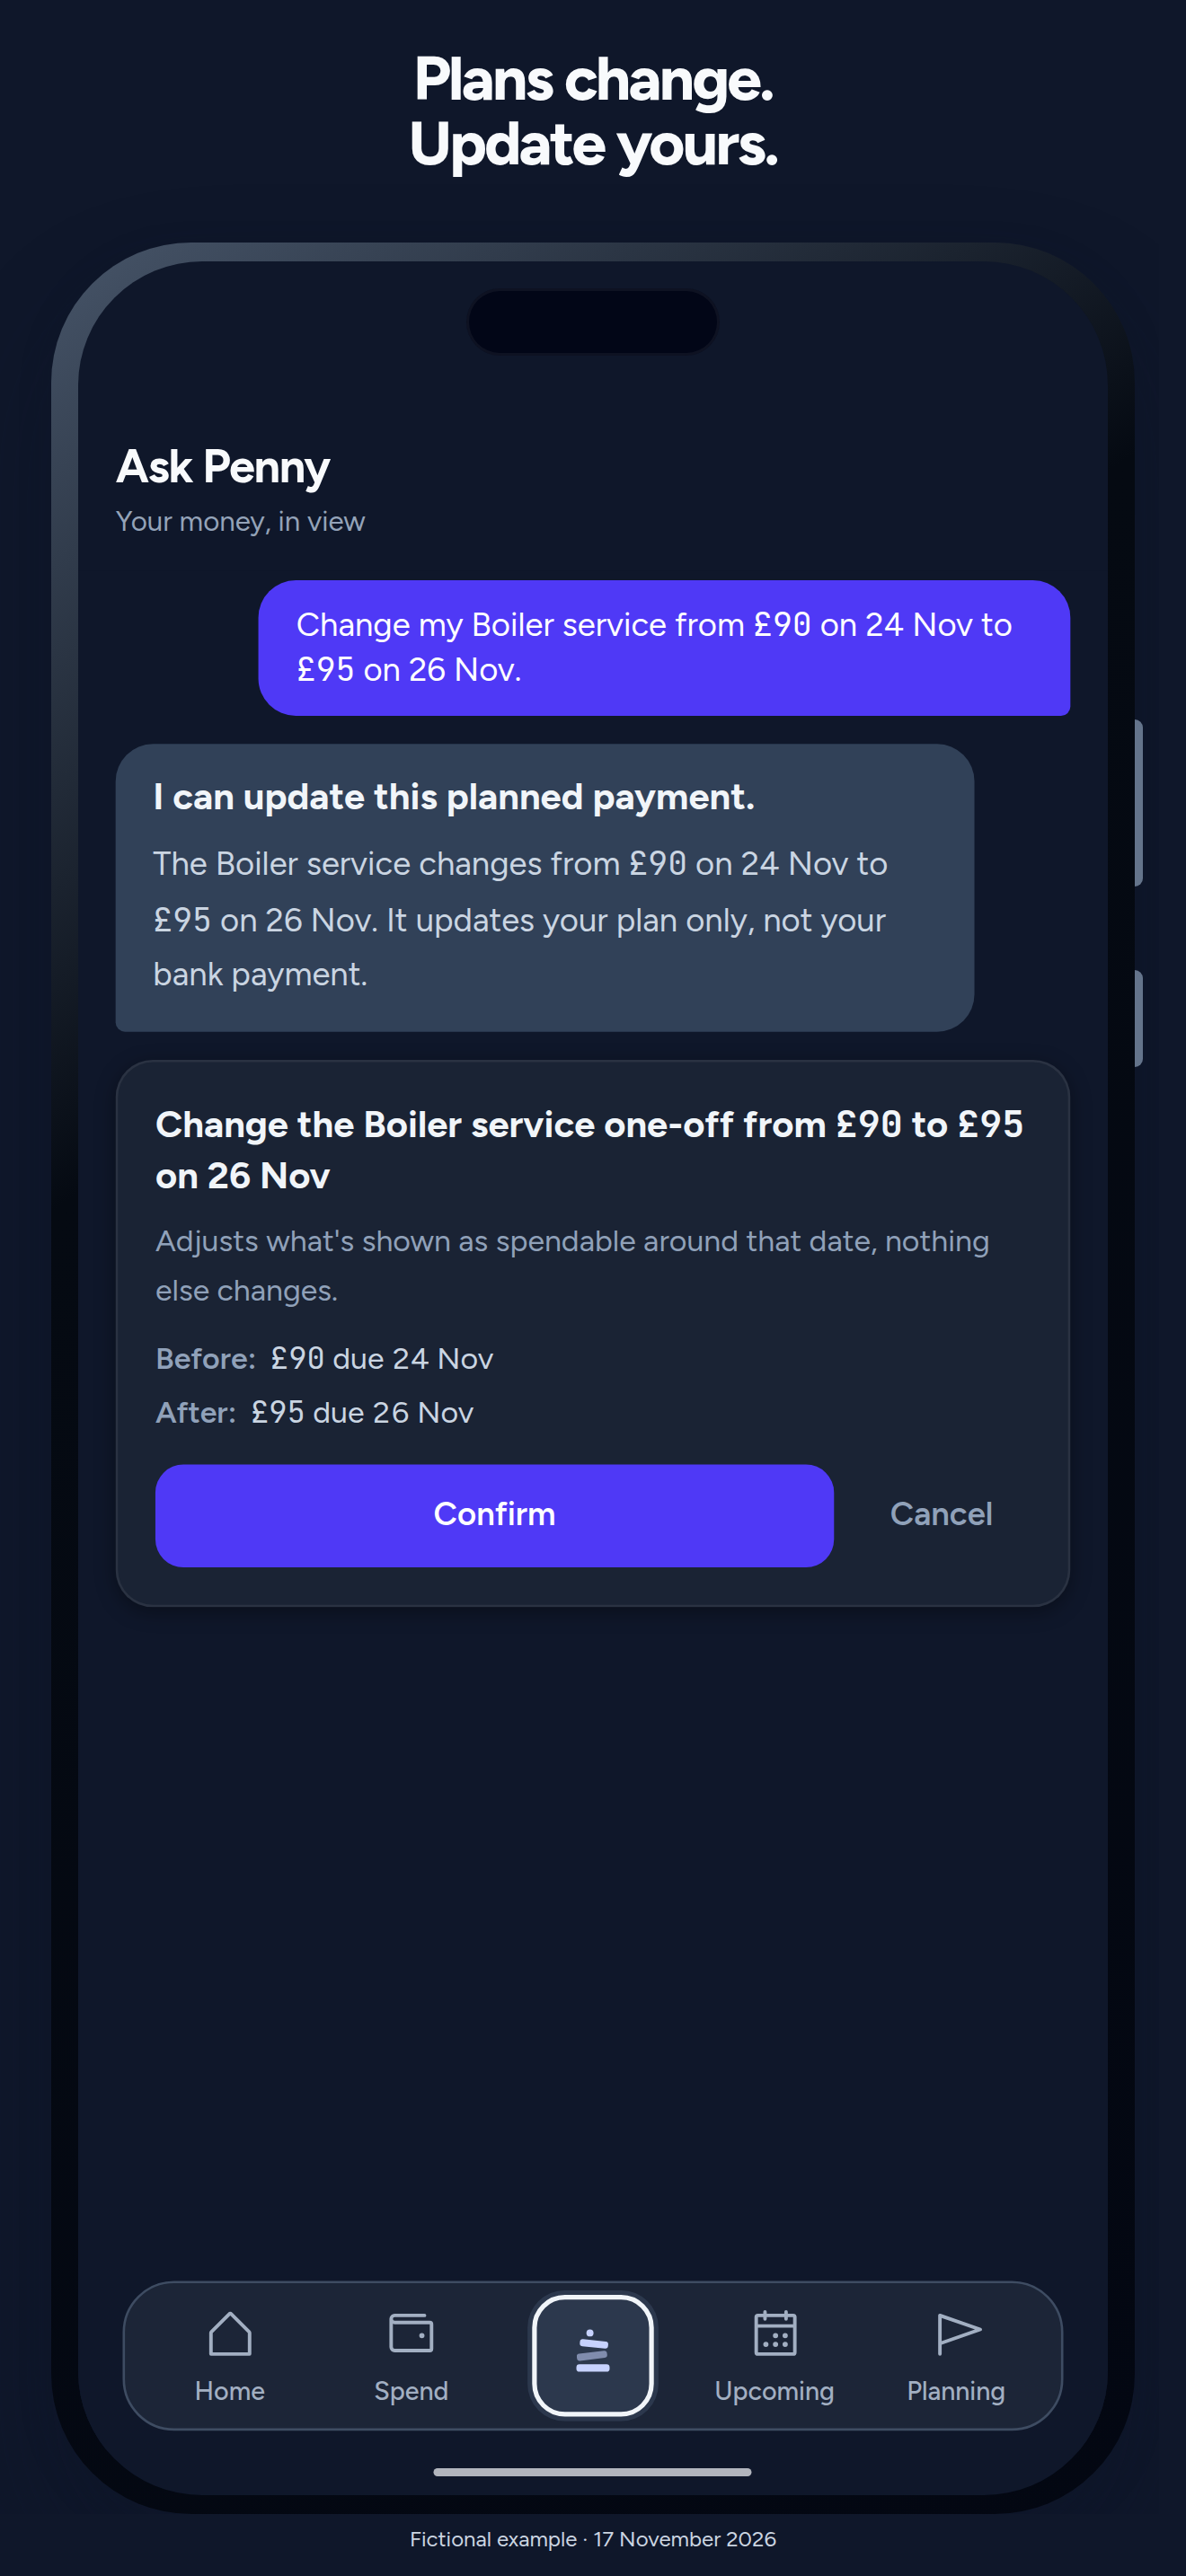 Plans change.
Update yours.
Ask Penny
Your money, in view
Change my Boiler service from £90 on 24 Nov to
£95 on 26 Nov.
I can update this planned payment.
The Boiler service changes from £90 on 24 Nov to
£95 on 26 Nov. It updates your plan only, not your
bank payment.
Change the Boiler service one-off from £90 to £95
on 26 Nov
Adjusts what's shown as spendable around that date, nothing
else changes.
Before: £90 due 24 Nov
After: £95 due 26 Nov
Confirm Cancel
Home Spend Upcoming Planning
Fictional example · 17 November 2026